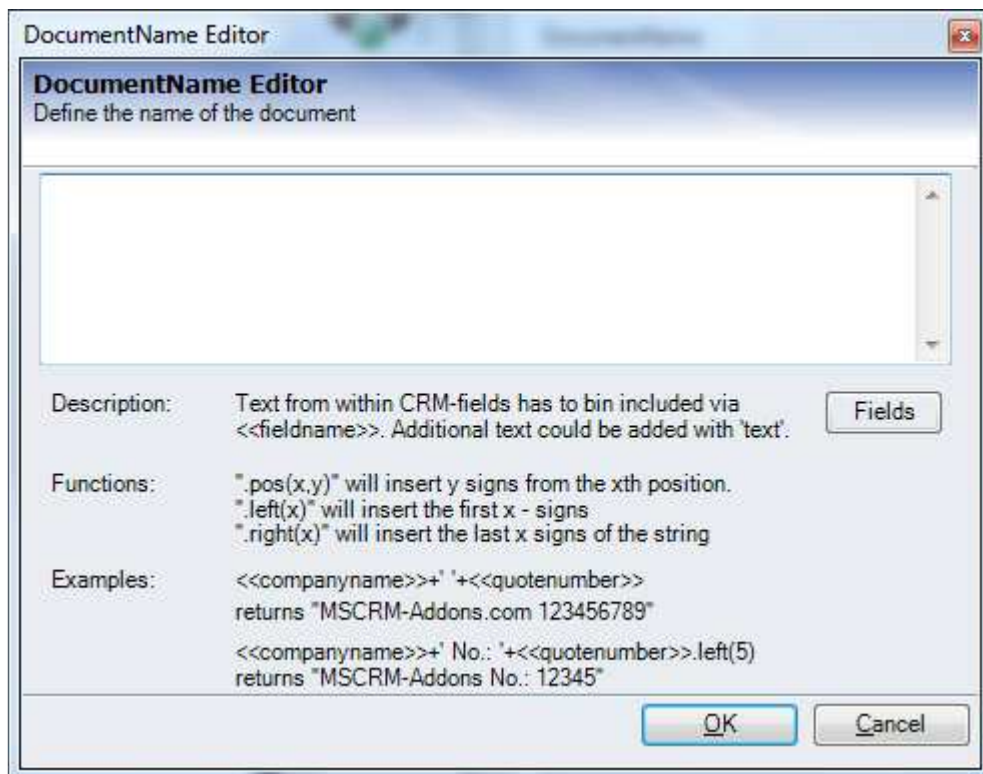 DocumentName Editor
DocumentName Editor
Define the name of the document
Description: Text from within CRM-fields has to bin included via
<<fieldname>>. Additional text could be added with 'text'.
Fields
Functions: ".pos(x,y)" will insert y signs from the xth position.
".left(x)" will insert the first x - signs
".right(x)" will insert the last x signs of the string
Examples: <<companyname>>+' '+<<quotenumber>>
returns "MSCRM-Addons.com 123456789"
<<companyname>>+' No.: '+<<quotenumber>>.left(5)
returns "MSCRM-Addons No.: 12345"
OK Cancel